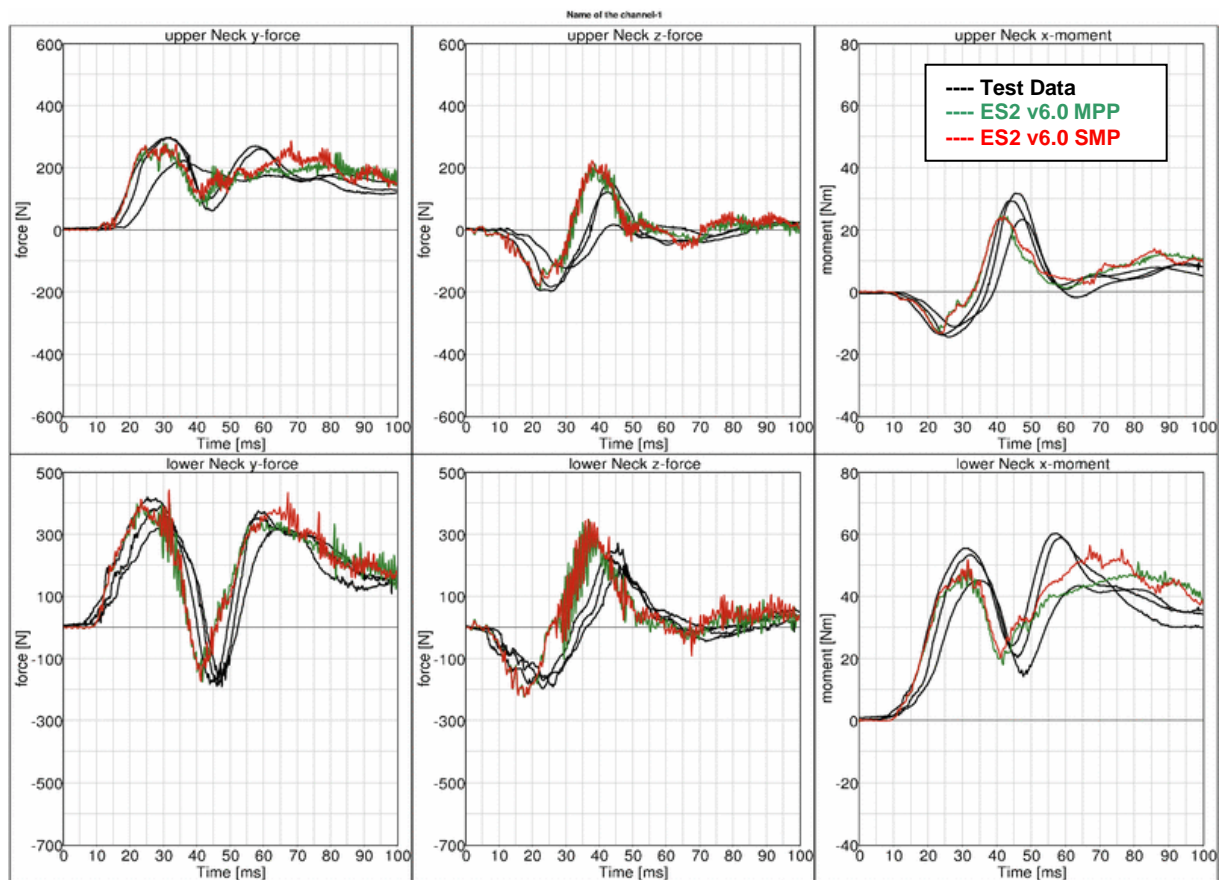 Name of the channel-1
upper Neck y-force
upper Neck z-force
upper Neck x-moment
---- Test Data
---- ES2 v6.0 MPP
---- ES2 v6.0 SMP
force [N]
600
400
200
0
-200
-400
-600
0 10 20 30 40 50 60 70 80 90 100
Time [ms]
force [N]
600
400
200
0
-200
-400
-600
0 10 20 30 40 50 60 70 80 90 100
Time [ms]
moment [Nm]
80
60
40
20
0
-20
-40
0 10 20 30 40 50 60 70 80 90 100
Time [ms]
lower Neck y-force
lower Neck z-force
lower Neck x-moment
force [N]
500
300
100
-100
-300
-500
-700
0 10 20 30 40 50 60 70 80 90 100
Time [ms]
force [N]
500
300
100
-100
-300
-500
-700
0 10 20 30 40 50 60 70 80 90 100
Time [ms]
moment [Nm]
80
60
40
20
0
-20
-40
0 10 20 30 40 50 60 70 80 90 100
Time [ms]